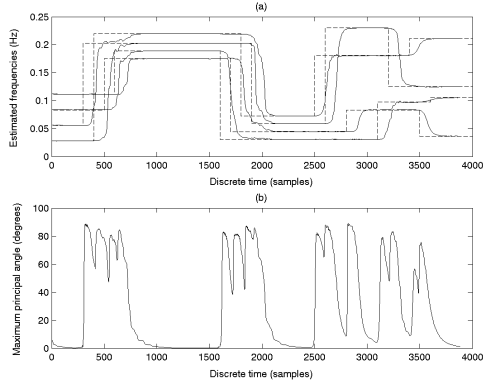 (a)
Estimated frequencies (Hz)
0.25
0.2
0.15
0.1
0.05
0
0 500 1000 1500 2000 2500 3000 3500 4000
Discrete time (samples)
(b)
Maximum principal angle (degrees)
100
80
60
40
20
0
0 500 1000 1500 2000 2500 3000 3500 4000
Discrete time (samples)